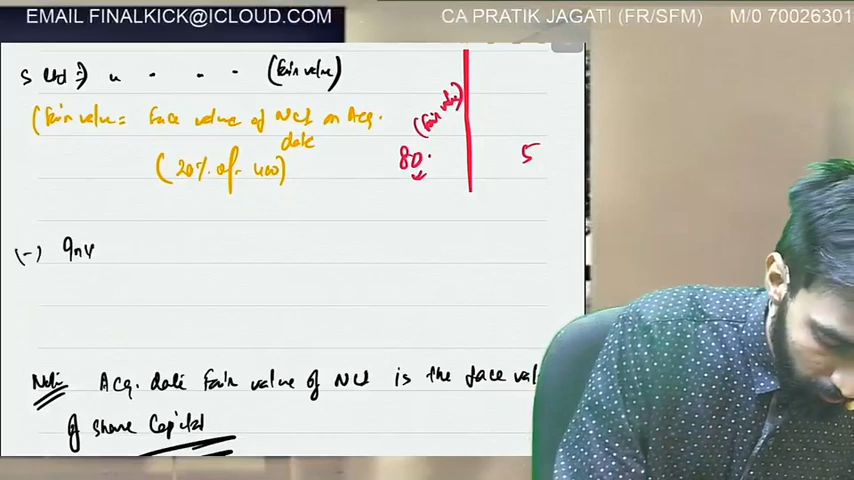 EMAIL FINALKICK@ICLOUD.COM CA PRATIK JAGATI (FR/SFM) M/0 70026301
S Ltd ⇒ " . . . (Fair value)
(Fair value = Face value of NCI on Acq. date
(20% of 400)
(Fair value)
80
5
(-) Inv
Note: Acq. date Fair value of NCI is the face val
of share Capital